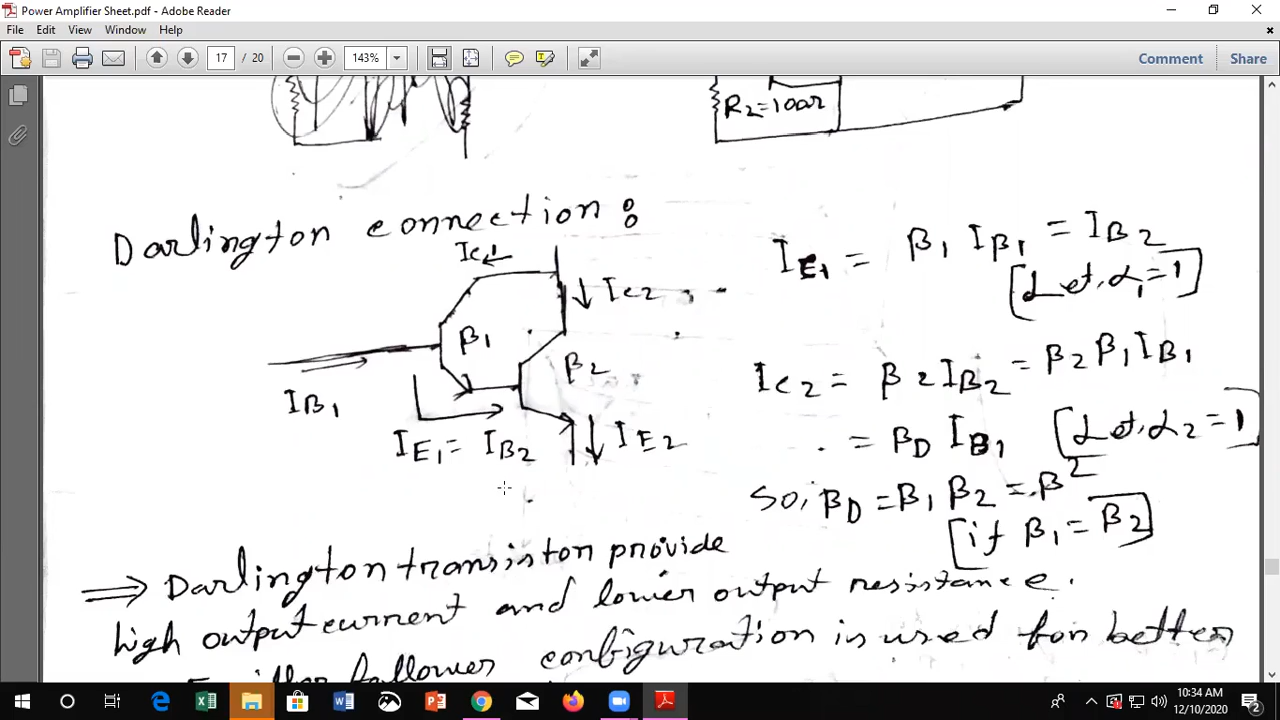 Power Amplifier Sheet.pdf - Adobe Reader
File Edit View Window Help
17 / 20 143% Comment Share
R2=100Ω
Darlington connection:
IC1
IC2
β1
β2
IB1
IE1 = IB2
IE2
IE1 = β1 IB1 = IB2
[Let, α1=1]
IC2 = β2 IB2 = β2 β1 IB1
= βD IB1 [Let, α2=1]
So, βD = β1 β2 = β²
[if β1 = β2]
⇒ Darlington transistor provide
high output current and lower output resistance.
Emitter follower configuration is used for better
10:34 AM
12/10/2020
2